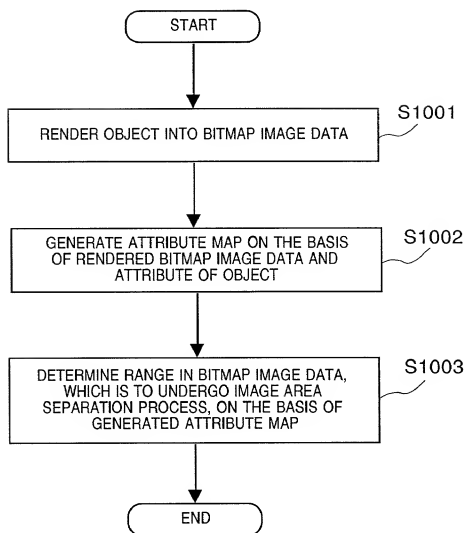 START
RENDER OBJECT INTO BITMAP IMAGE DATA
S1001
GENERATE ATTRIBUTE MAP ON THE BASIS
OF RENDERED BITMAP IMAGE DATA AND
ATTRIBUTE OF OBJECT
S1002
DETERMINE RANGE IN BITMAP IMAGE DATA,
WHICH IS TO UNDERGO IMAGE AREA
SEPARATION PROCESS, ON THE BASIS OF
GENERATED ATTRIBUTE MAP
S1003
END